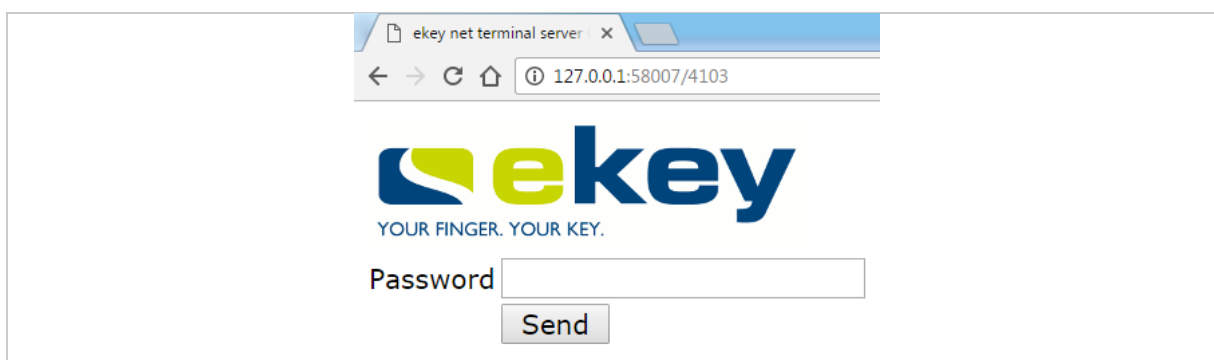 ekey net terminal server
127.0.0.1:58007/4103
ekey
YOUR FINGER. YOUR KEY.
Password
Send